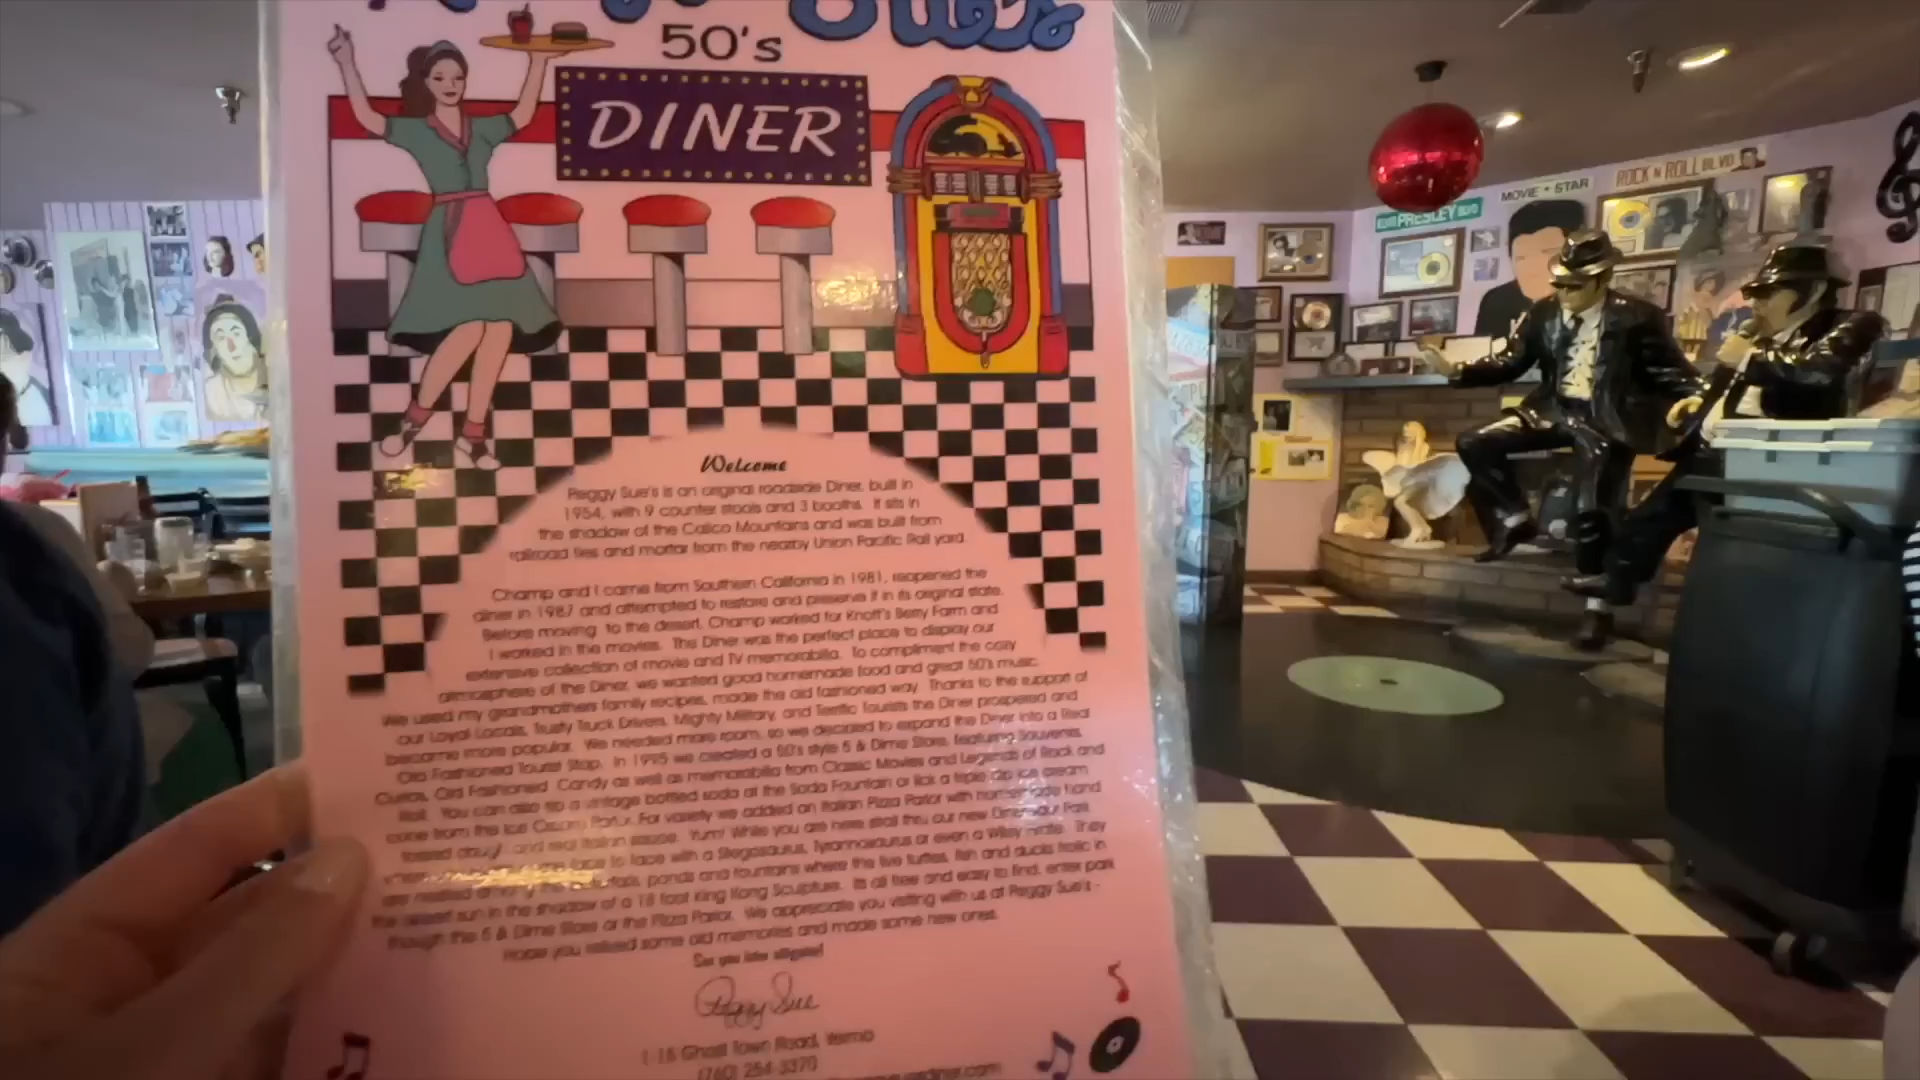 50's
DINER
Welcome
Peggy Sue's is an original roadside Diner, built in
1954, with 9 counter stools and 3 booths. It sits in
the shadow of the Calico Mountains and was built from
railroad ties and mortar from the nearby Union Pacific Rail yard.
Champ and I came from Southern California in 1981, reopened the
diner in 1987 and attempted to restore and preserve it in its original state.
Before moving to the desert, Champ worked for Knott's Berry Farm and
I worked in the movies. The Diner was the perfect place to display our
extensive collection of movie and TV memorabilia. To compliment the cozy
atmosphere of the Diner, we wanted good homemade food and great 50's music.
We used my grandmothers family recipes, made the old fashioned way. Thanks to the support of
our Loyal Locals, Trusty Truck Drivers, Mighty Military, and Terrific Tourists the Diner prospered and
became more popular. We needed more room, so we decided to expand the Diner into a Real
Old Fashioned Tourist Stop. In 1995 we created a 50's style 5 & Dime Store, featuring Souvenirs,
Curios, Old Fashioned Candy as well as memorabilia from Classic Movies and Legends of Rock and
Roll. You can also sip a vintage bottled soda at the Soda Fountain or lick a triple dip ice cream
cone from the Ice Cream Parlor. For variety we added an Italian Pizza Parlor with homemade hand
tossed dough and real Italian sauce. Yum! While you are here stroll thru our new Diner-saur Park
face to face with a Stegosaurus, Tyrannosaurus or even a Wiley mate. They
are nestled ponds and fountains where the live turtles, fish and ducks frolic in
the desert sun in the shadow of a 18 foot King Kong Sculpture. Its all free and easy to find, enter park
though the 5 & Dime Store or the Pizza Parlor. We appreciate you visiting with us at Peggy Sue's -
Hope you relived some old memories and made some new ones.
See you later alligator!
Peggy Sue
Ghost Town Road, Yermo
(760) 254-3370
PRESLEY BLVD
MOVIE STAR
ROCK N ROLL BLVD